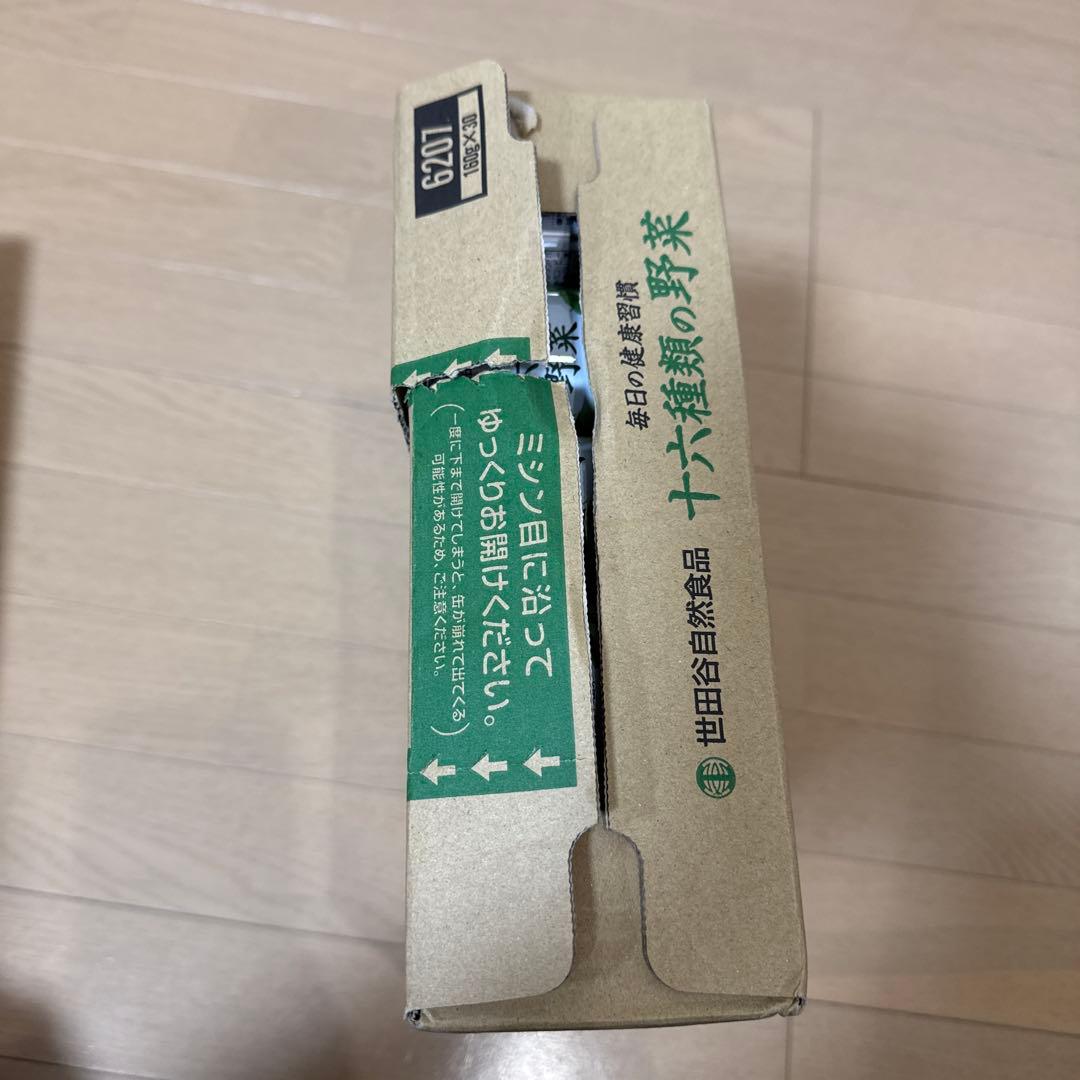 6207
160g×30
毎日の健康習慣
十六種類の野菜
世田谷自然食品
ミシン目に沿って
ゆっくりお開けください。
(一度に下まで開けてしまうと、缶が崩れて出てくる
可能性があるため、ご注意ください。)
野菜